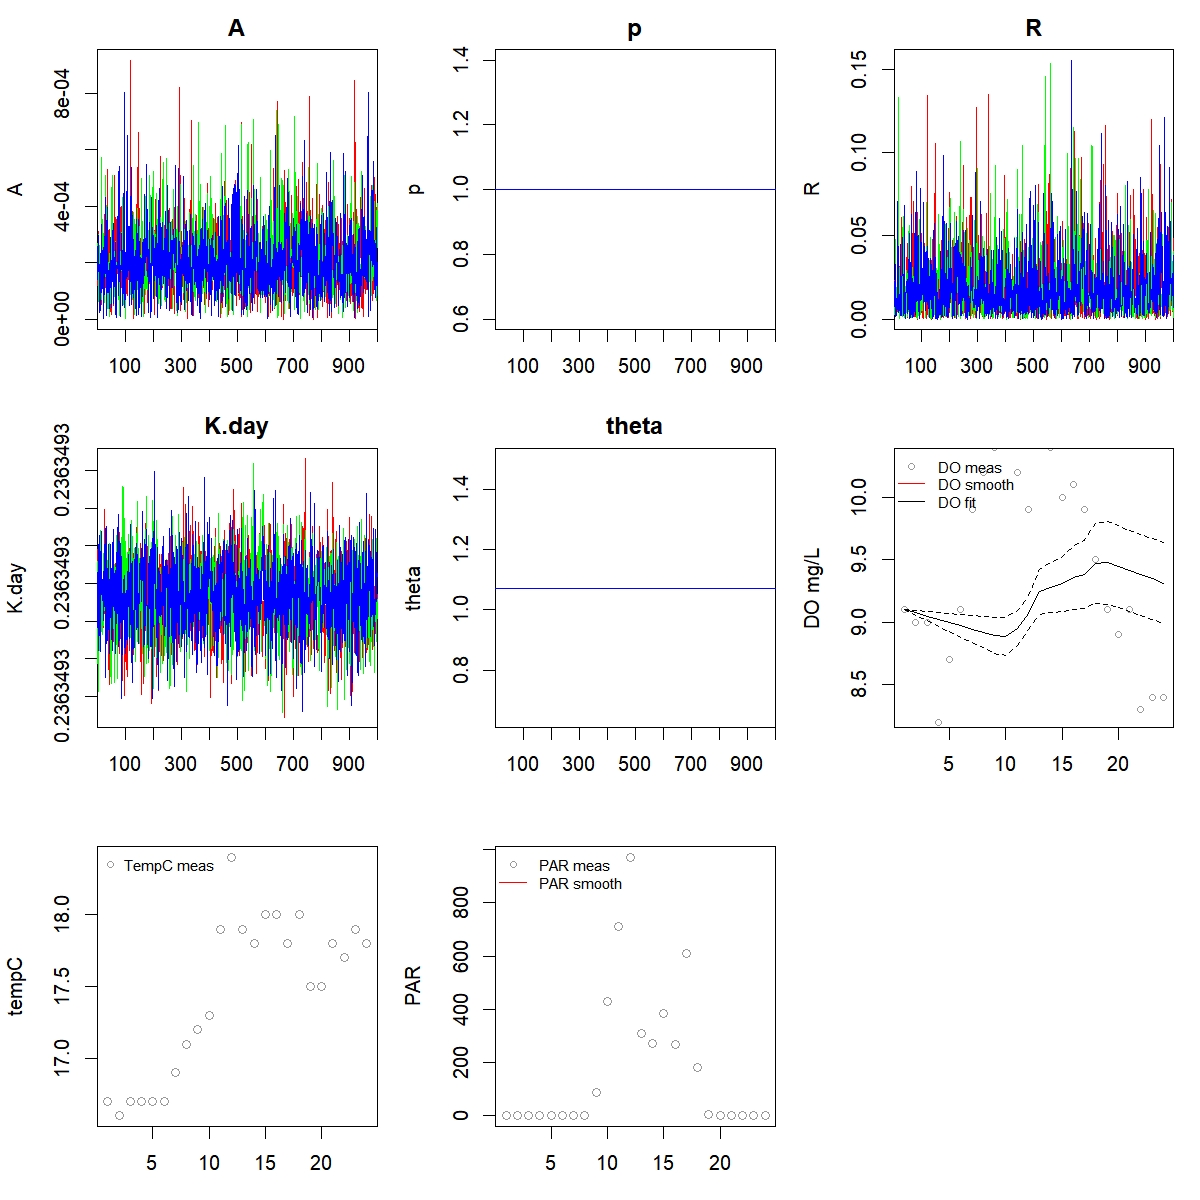 A
A
0e+00 4e-04 8e-04
100 300 500 700 900
p
p
0.6 0.8 1.0 1.2 1.4
100 300 500 700 900
R
R
0.00 0.05 0.10 0.15
100 300 500 700 900
K.day
K.day
0.2363493 0.2363493 0.2363493 0.2363493
100 300 500 700 900
theta
theta
0.8 1.0 1.2 1.4
100 300 500 700 900
DO mg/L
8.5 9.0 9.5 10.0
DO meas
DO smooth
DO fit
5 10 15 20
tempC
17.0 17.5 18.0
TempC meas
5 10 15 20
PAR
0 200 400 600 800
PAR meas
PAR smooth
5 10 15 20